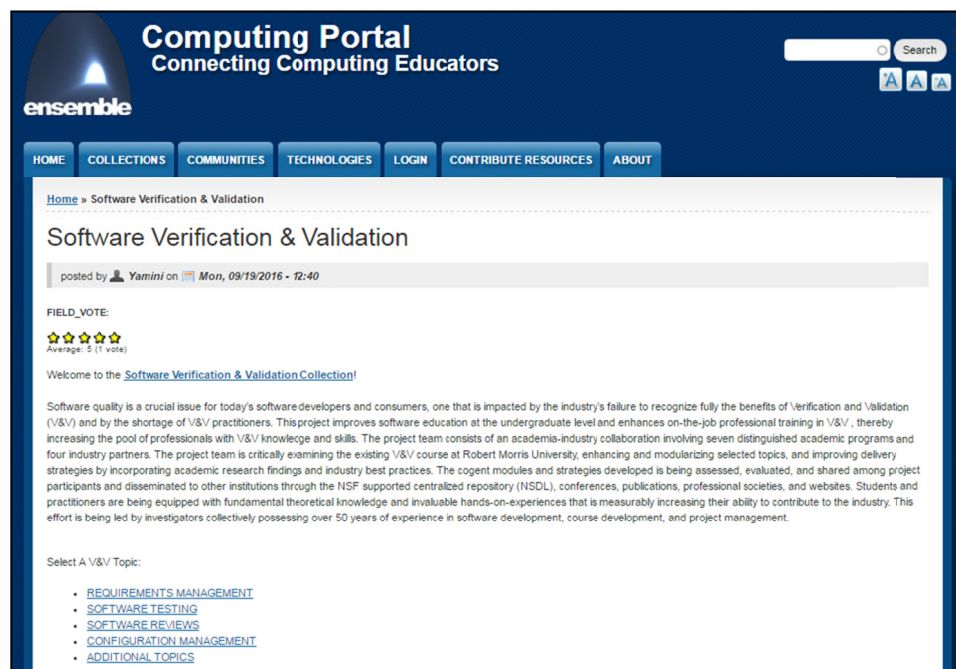 Computing Portal
Connecting Computing Educators
ensemble
Search
A A A
HOME COLLECTIONS COMMUNITIES TECHNOLOGIES LOGIN CONTRIBUTE RESOURCES ABOUT
Home » Software Verification & Validation
Software Verification & Validation
posted by Yamini on Mon, 09/19/2016 - 12:40
FIELD_VOTE:
Average: 5 (1 vote)
Welcome to the Software Verification & Validation Collection!
Software quality is a crucial issue for today's software developers and consumers, one that is impacted by the industry's failure to recognize fully the benefits of Verification and Validation
(V&V) and by the shortage of V&V practitioners. This project improves software education at the undergraduate level and enhances on-the-job professional training in V&V , thereby
increasing the pool of professionals with V&V knowledge and skills. The project team consists of an academia-industry collaboration involving seven distinguished academic programs and
four industry partners. The project team is critically examining the existing V&V course at Robert Morris University, enhancing and modularizing selected topics, and improving delivery
strategies by incorporating academic research findings and industry best practices. The cogent modules and strategies developed is being assessed, evaluated, and shared among project
participants and disseminated to other institutions through the NSF supported centralized repository (NSDL), conferences, publications, professional societies, and websites. Students and
practitioners are being equipped with fundamental theoretical knowledge and invaluable hands-on-experiences that is measurably increasing their ability to contribute to the industry. This
effort is being led by investigators collectively possessing over 50 years of experience in software development, course development, and project management.
Select A V&V Topic:
• REQUIREMENTS MANAGEMENT
• SOFTWARE TESTING
• SOFTWARE REVIEWS
• CONFIGURATION MANAGEMENT
• ADDITIONAL TOPICS